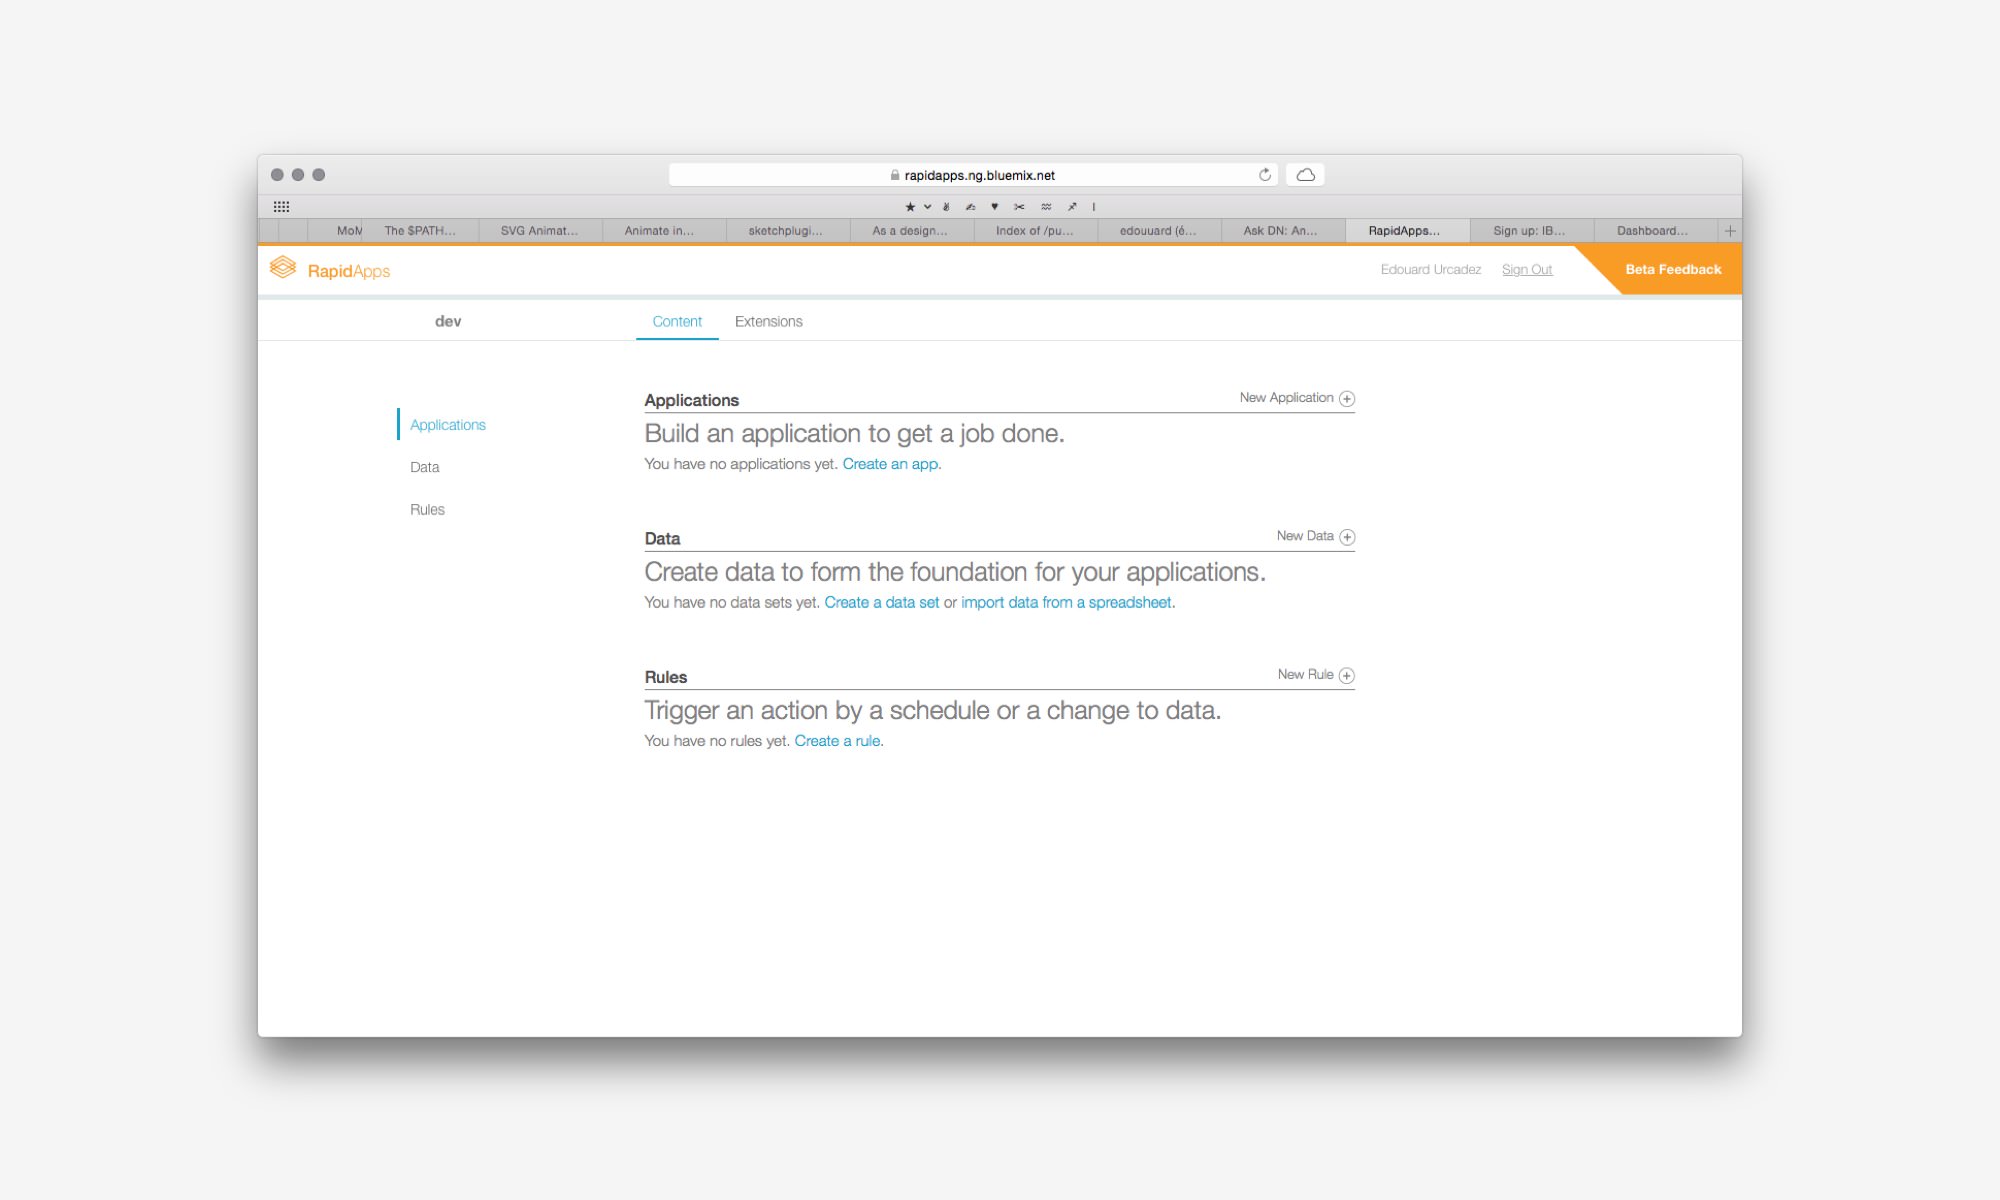 rapidapps.ng.bluemix.net
MoM The $PATH... SVG Animat... Animate in... sketchplugi... As a design... Index of /pu... edouuard (é... Ask DN: An... RapidApps... Sign up: IB... Dashboard...
RapidApps Edouard Urcadez Sign Out Beta Feedback
dev Content Extensions
Applications
Data
Rules
Applications New Application
Build an application to get a job done.
You have no applications yet. Create an app.
Data New Data
Create data to form the foundation for your applications.
You have no data sets yet. Create a data set or import data from a spreadsheet.
Rules New Rule
Trigger an action by a schedule or a change to data.
You have no rules yet. Create a rule.